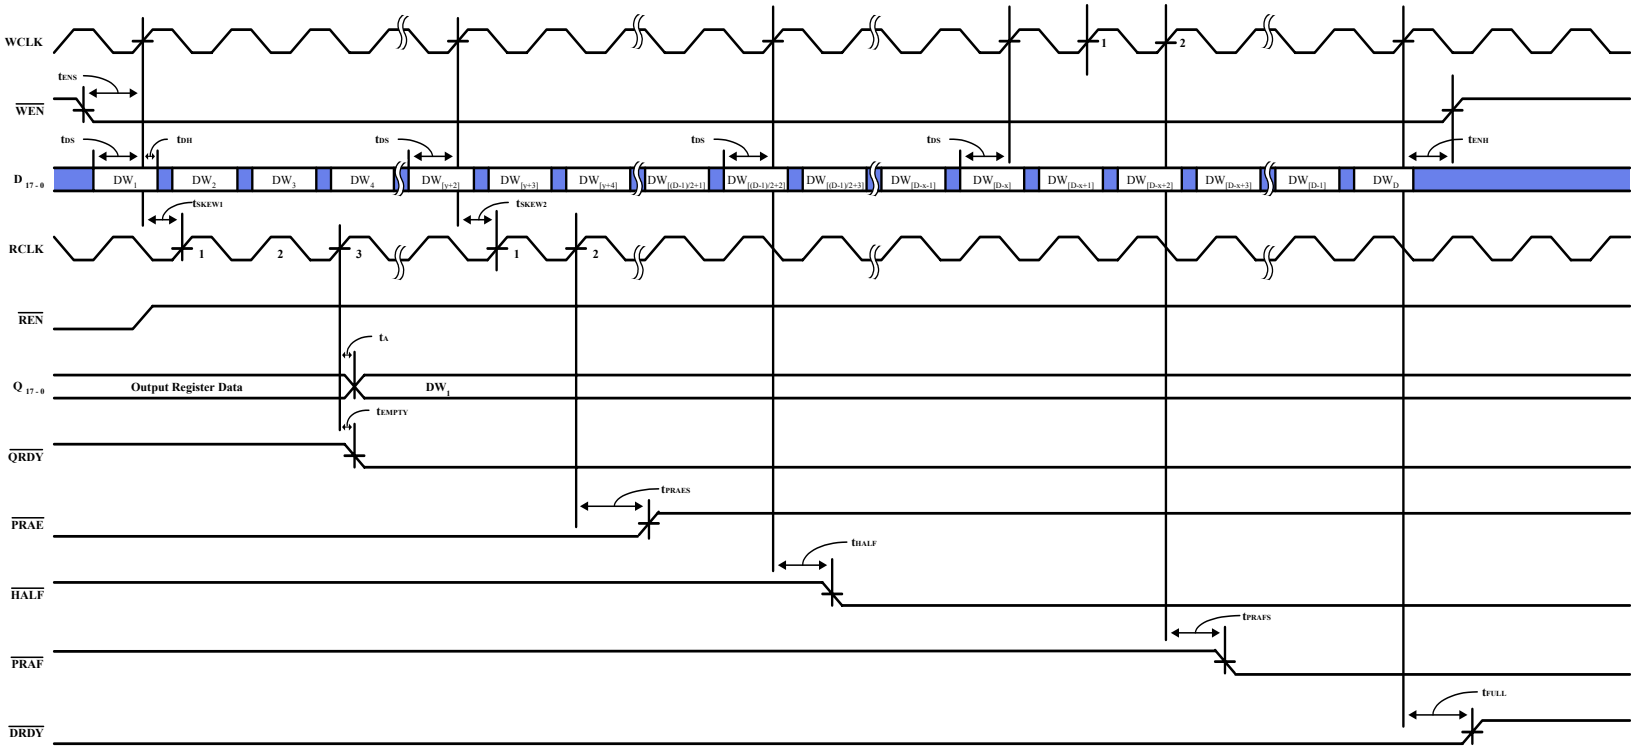 WCLK
1
2
tENS
WEN
tDS
tDH
tDS
tDS
tDS
tENH
D 17 - 0
DW1
DW2
DW3
DW4
DW[y+2]
DW[y+3]
DW[y+4]
DW[(D-1)/2+1]
DW[(D-1)/2+2]
DW[(D-1)/2+3]
DW[D-x-1]
DW[D-x]
DW[D-x+1]
DW[D-x+2]
DW[D-x+3]
DW[D-1]
DWD
tSKEW1
tSKEW2
RCLK
1
2
3
1
2
REN
tA
Q 17 - 0
Output Register Data
DW1
tEMPTY
QRDY
tPRAES
PRAE
tHALF
HALF
tPRAFS
PRAF
tFULL
DRDY